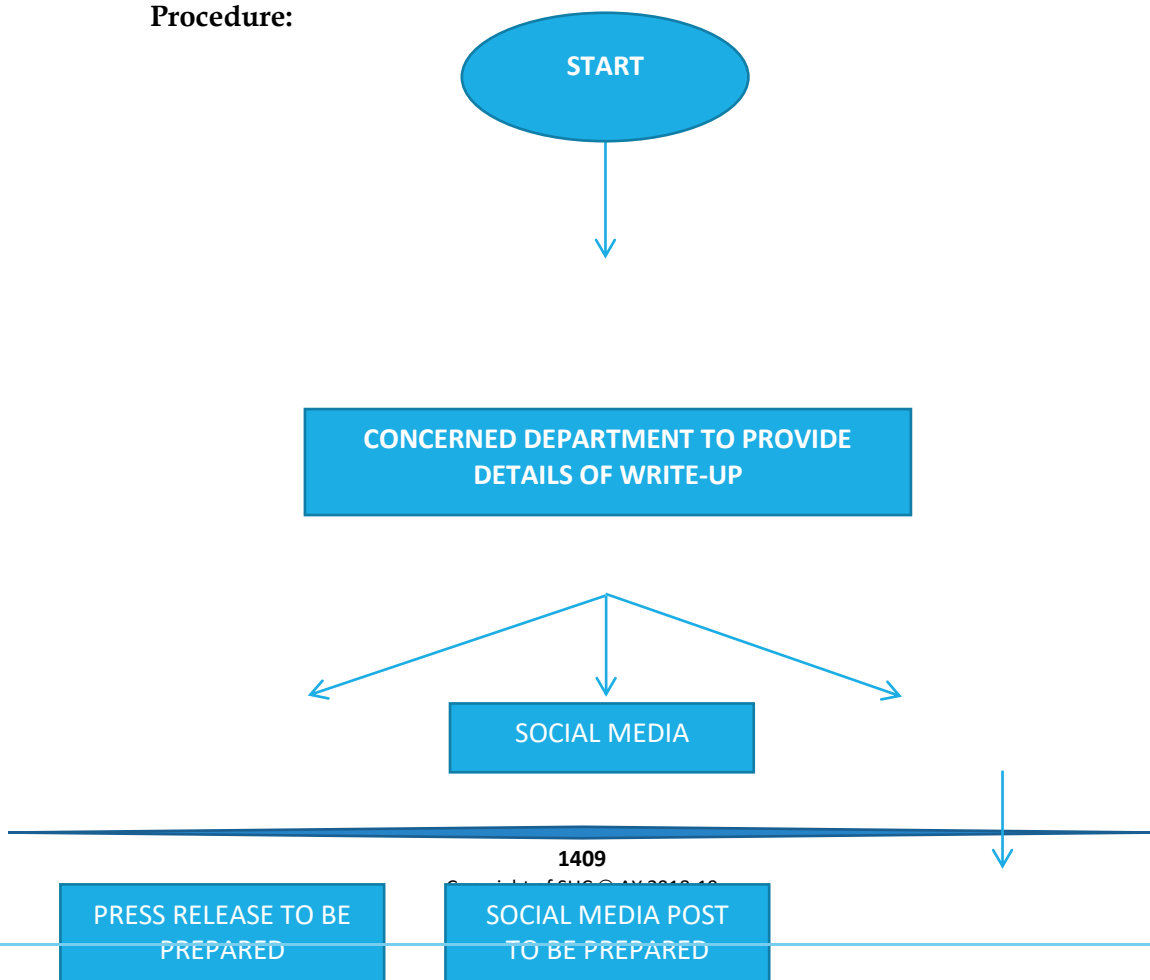 Procedure:
START
CONCERNED DEPARTMENT TO PROVIDE
DETAILS OF WRITE-UP
SOCIAL MEDIA
1409
PRESS RELEASE TO BE
PREPARED
SOCIAL MEDIA POST
TO BE PREPARED